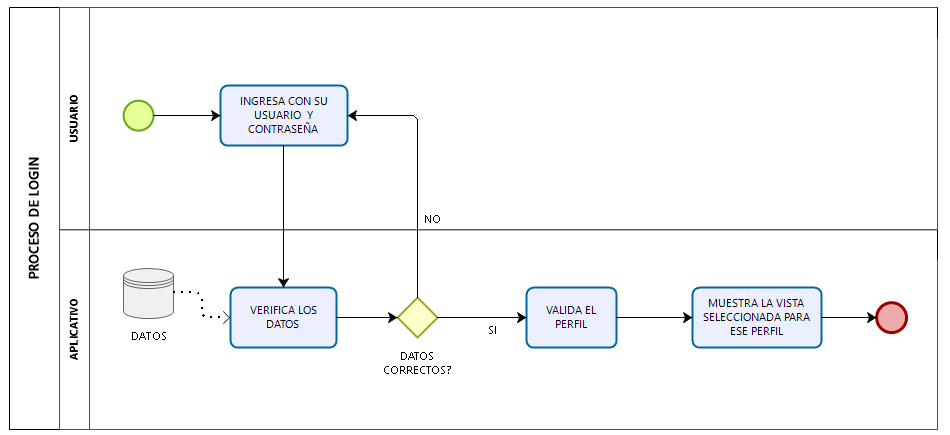 PROCESO DE LOGIN
USUARIO
INGRESA CON SU
USUARIO Y
CONTRASEÑA
NO
APLICATIVO
DATOS
VERIFICA LOS
DATOS
DATOS
CORRECTOS?
SI
VALIDA EL
PERFIL
MUESTRA LA VISTA
SELECCIONADA PARA
ESE PERFIL